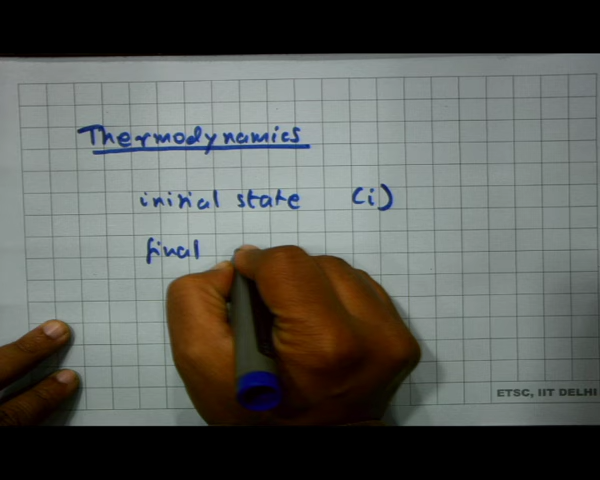 Thermodynamics
initial state (i)
final
ETSC, IIT DELHI